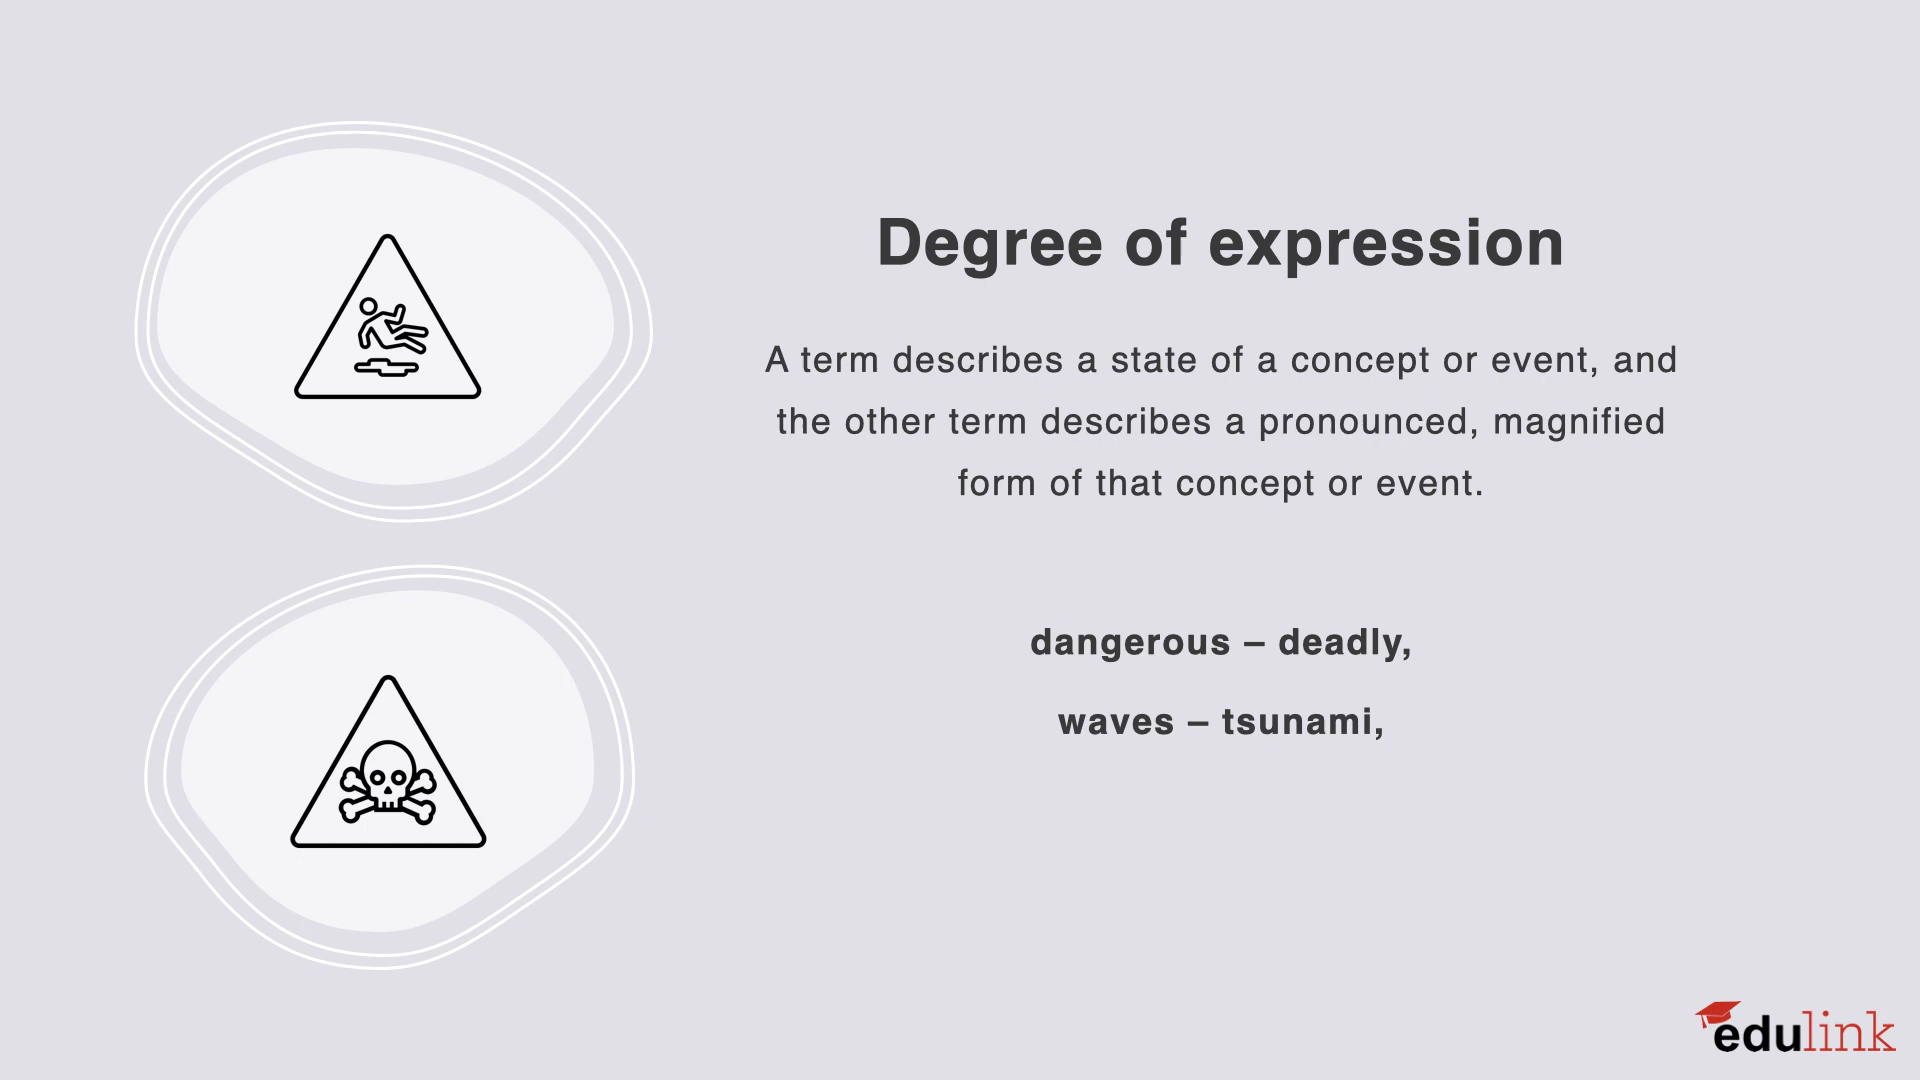 Degree of expression
A term describes a state of a concept or event, and
the other term describes a pronounced, magnified
form of that concept or event.
dangerous – deadly,
waves – tsunami,
edulink